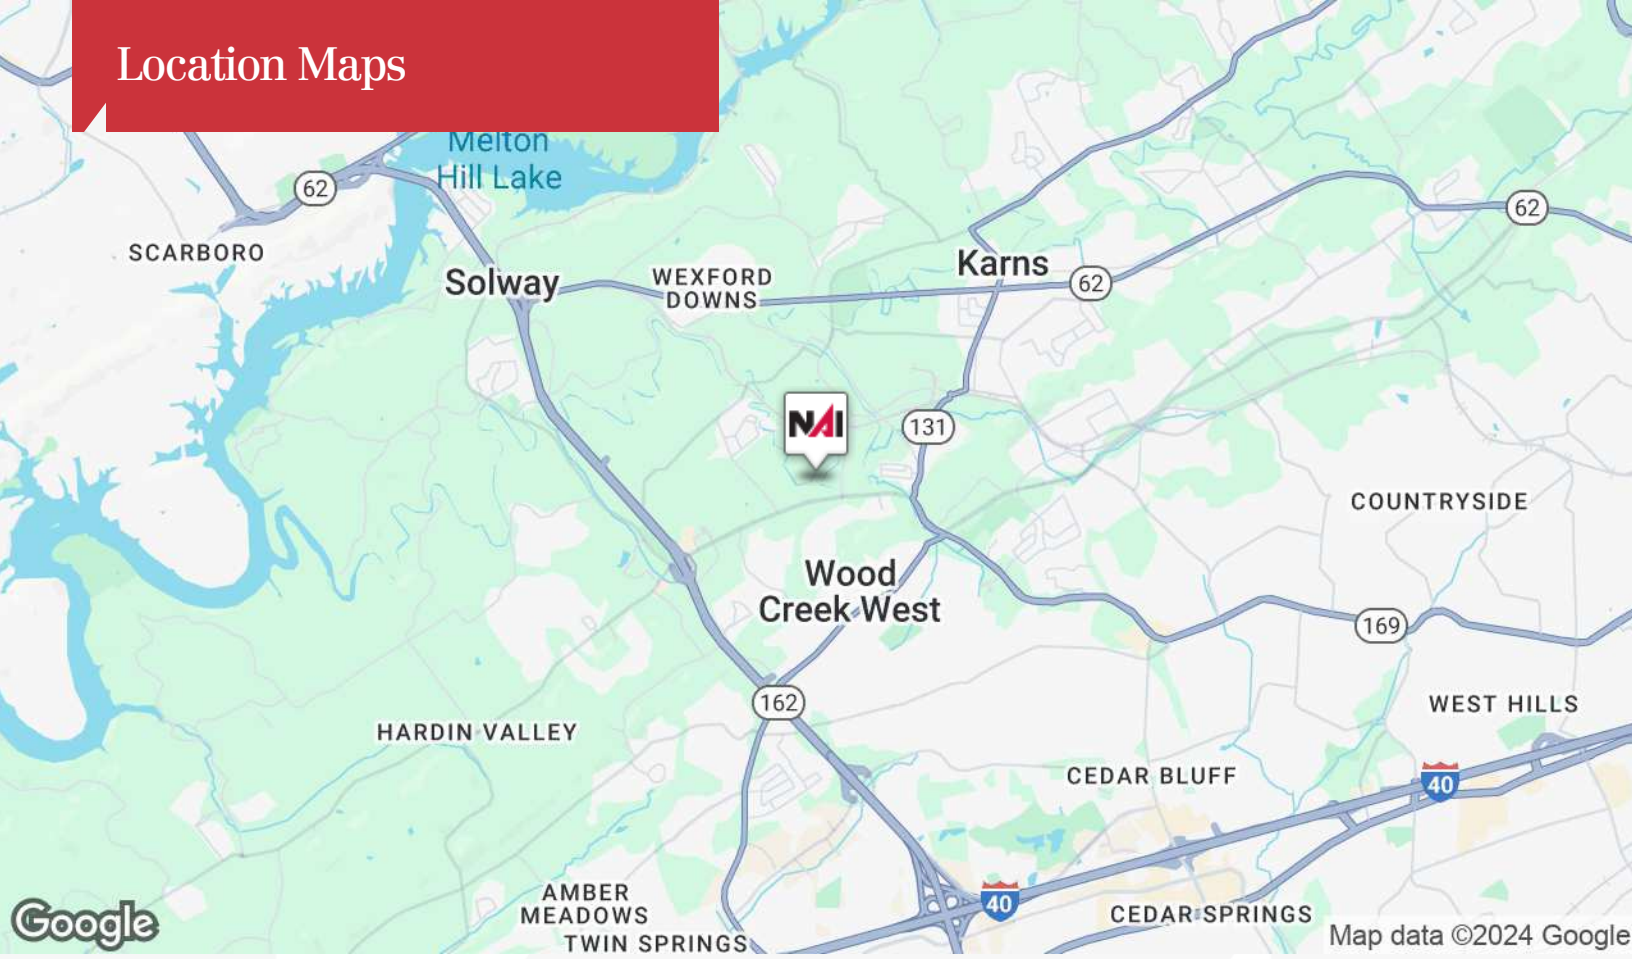 Location Maps
Melton
Hill Lake
62
62
SCARBORO
Karns
Solway
WEXFORD
DOWNS
62
NAI
131
COUNTRYSIDE
Wood
Creek West
169
162
WEST HILLS
HARDIN VALLEY
CEDAR BLUFF
40
AMBER
MEADOWS
40
CEDAR SPRINGS
Google
TWIN SPRINGS
Map data ©2024 Google